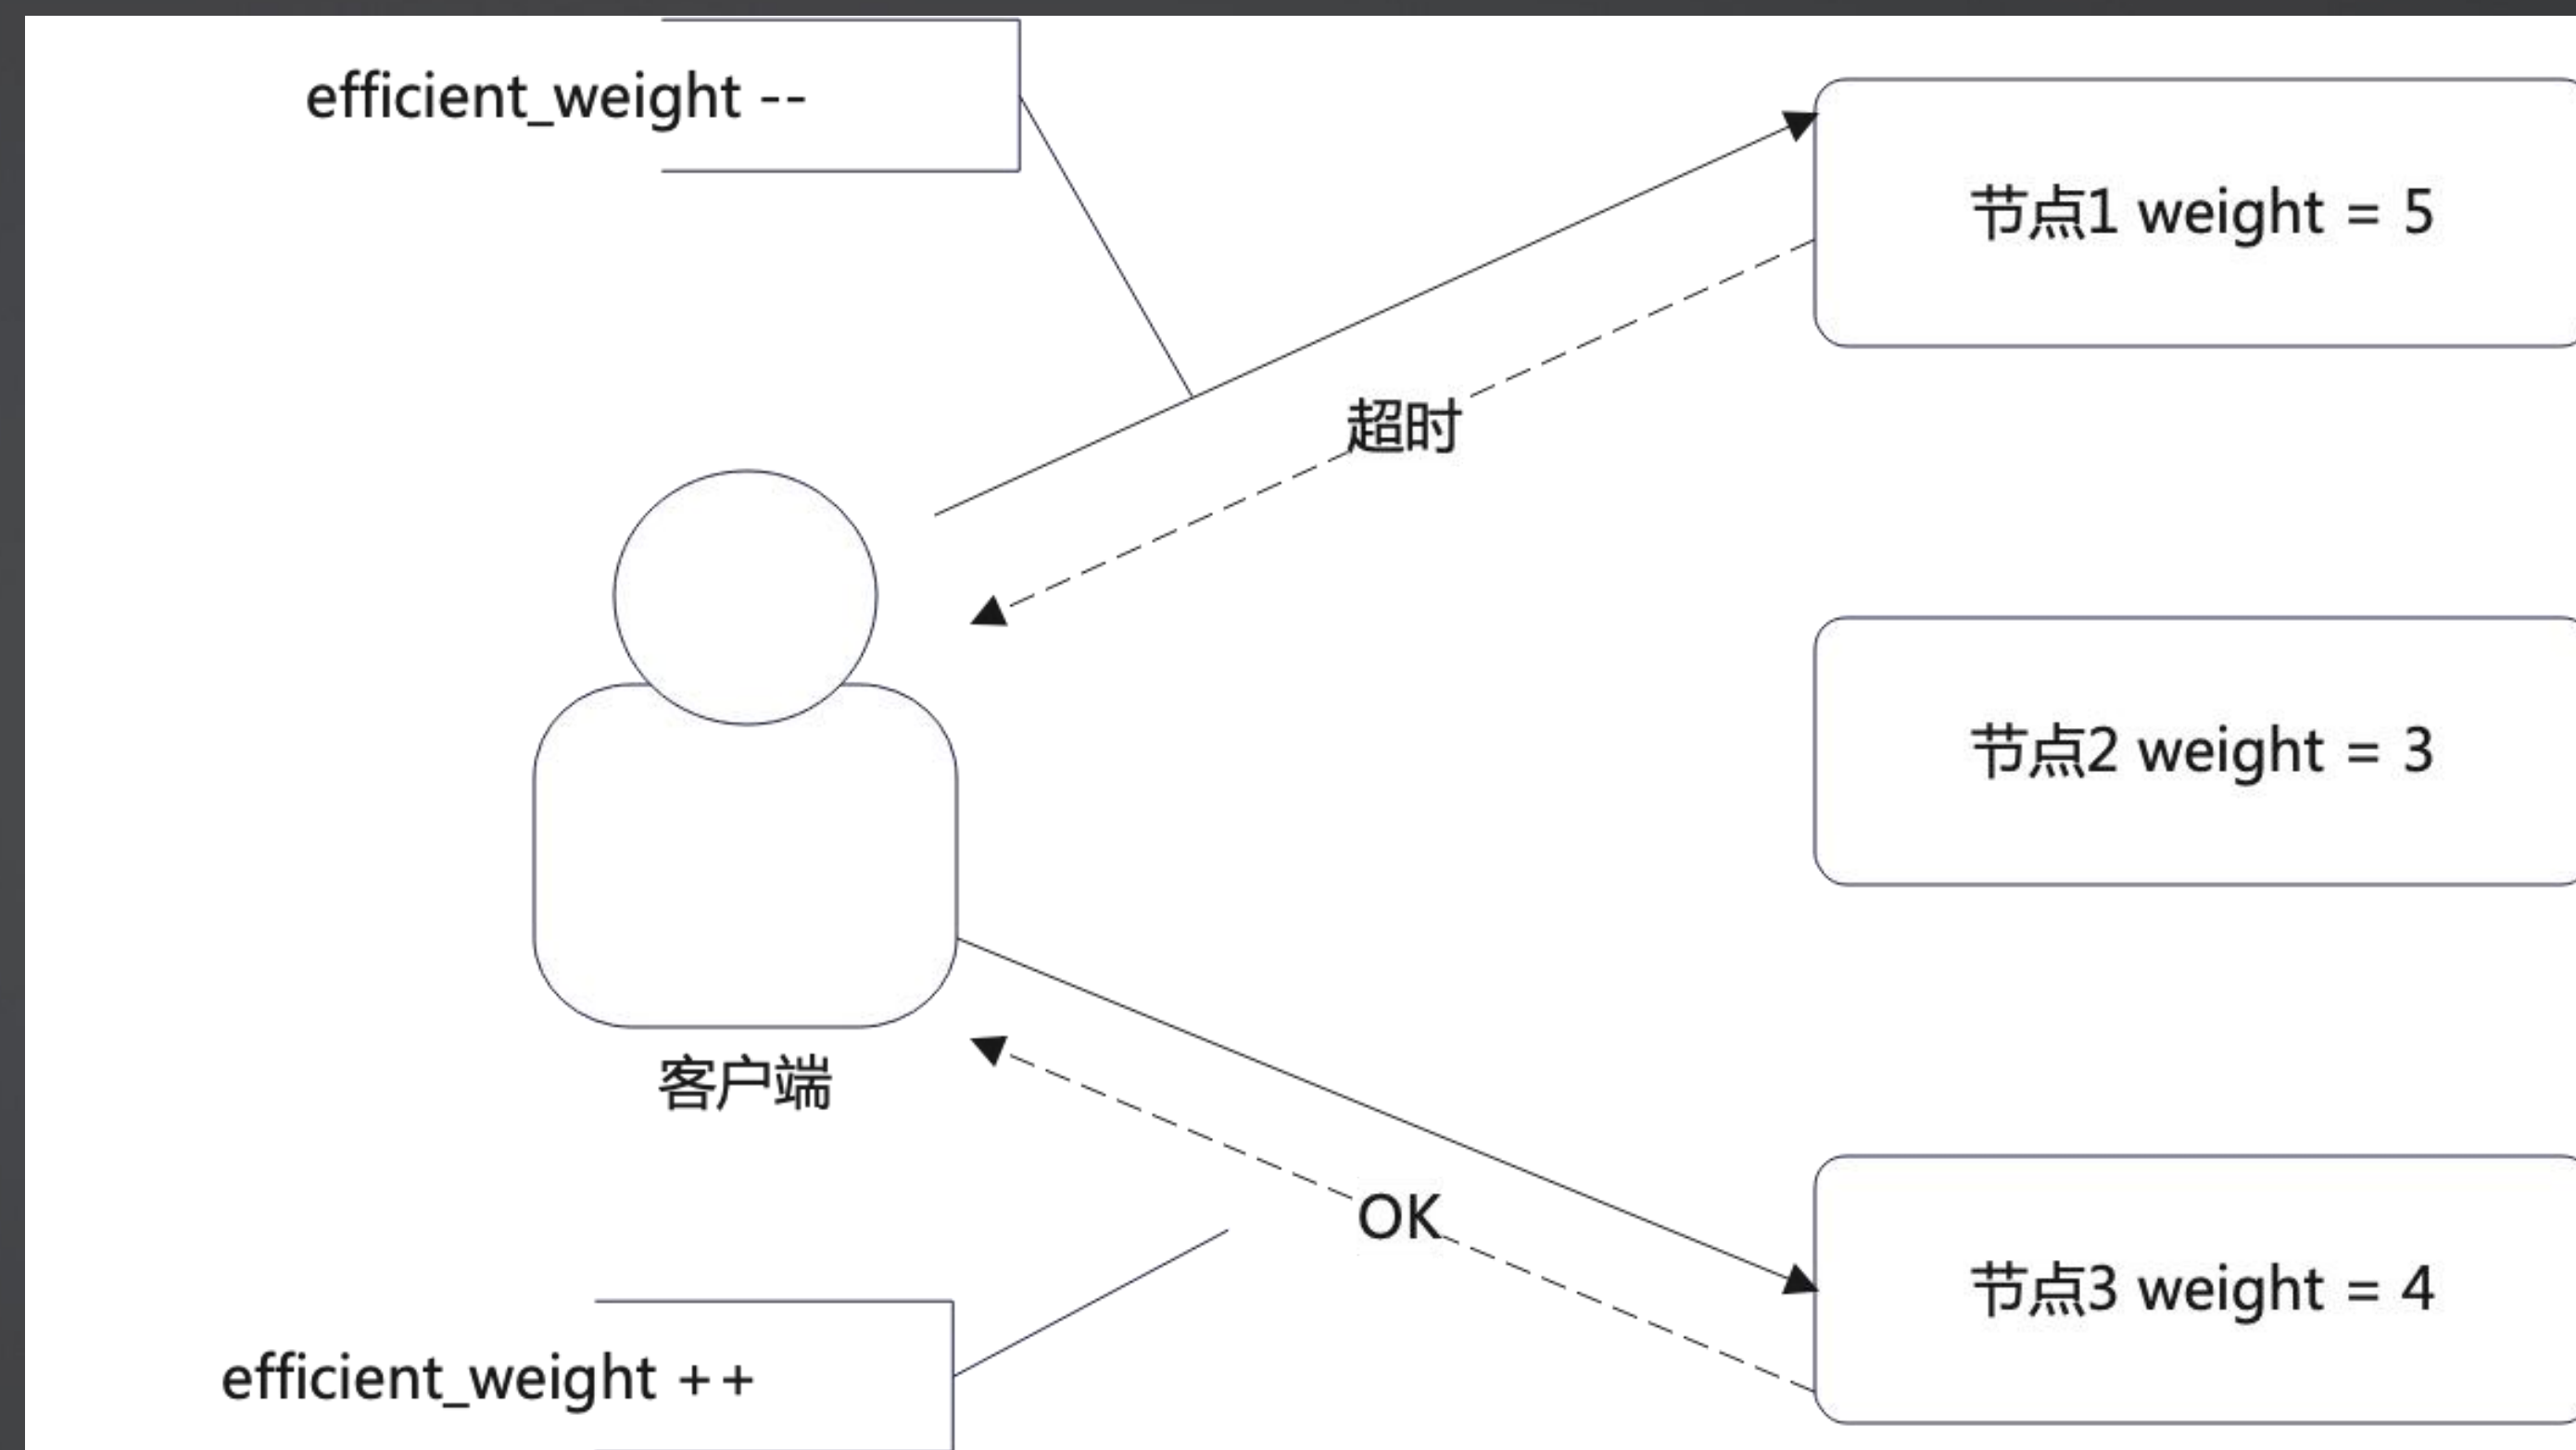 efficient_weight --
节点1 weight = 5
超时
节点2 weight = 3
客户端
OK
节点3 weight = 4
efficient_weight ++